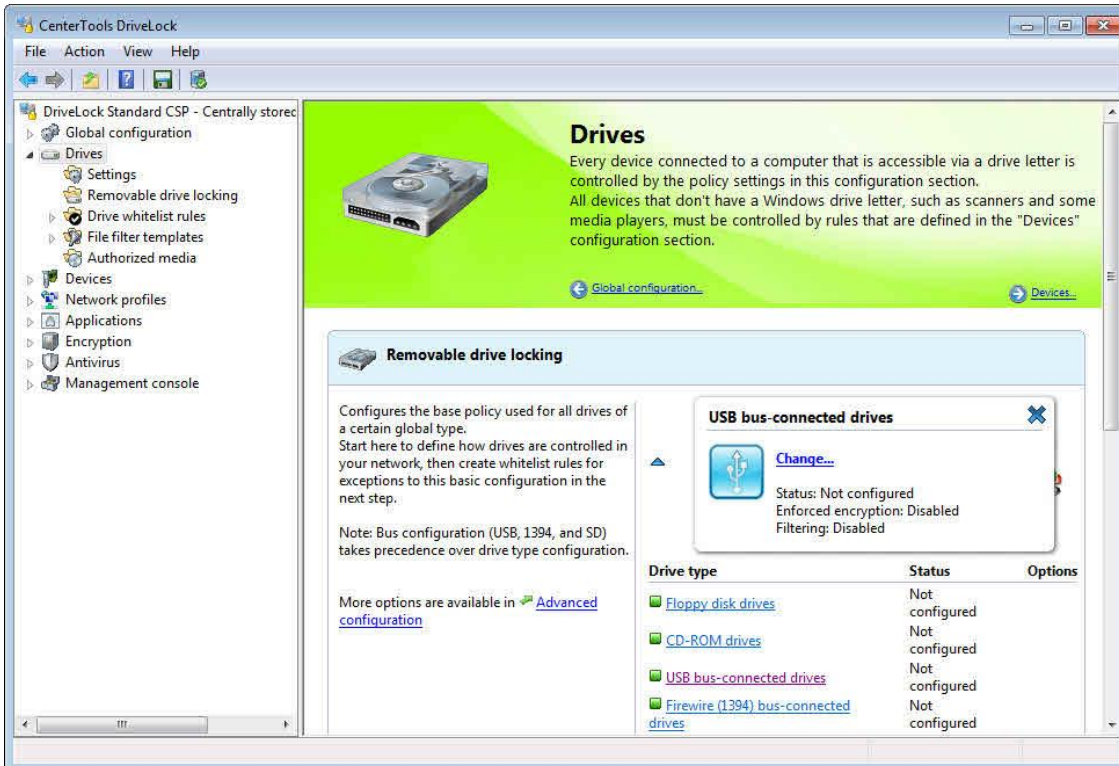 CenterTools DriveLock
File Action View Help
DriveLock Standard CSP - Centrally storec
Global configuration
Drives
Settings
Removable drive locking
Drive whitelist rules
File filter templates
Authorized media
Devices
Network profiles
Applications
Encryption
Antivirus
Management console
Drives
Every device connected to a computer that is accessible via a drive letter is
controlled by the policy settings in this configuration section.
All devices that don't have a Windows drive letter, such as scanners and some
media players, must be controlled by rules that are defined in the "Devices"
configuration section.
Global configuration...
Devices...
Removable drive locking
Configures the base policy used for all drives of
a certain global type.
Start here to define how drives are controlled in
your network, then create whitelist rules for
exceptions to this basic configuration in the
next step.
Note: Bus configuration (USB, 1394, and SD)
takes precedence over drive type configuration.
More options are available in Advanced
configuration
USB bus-connected drives
Change...
Status: Not configured
Enforced encryption: Disabled
Filtering: Disabled
Drive type Status Options
Floppy disk drives Not
configured
CD-ROM drives Not
configured
USB bus-connected drives Not
configured
Firewire (1394) bus-connected Not
drives configured